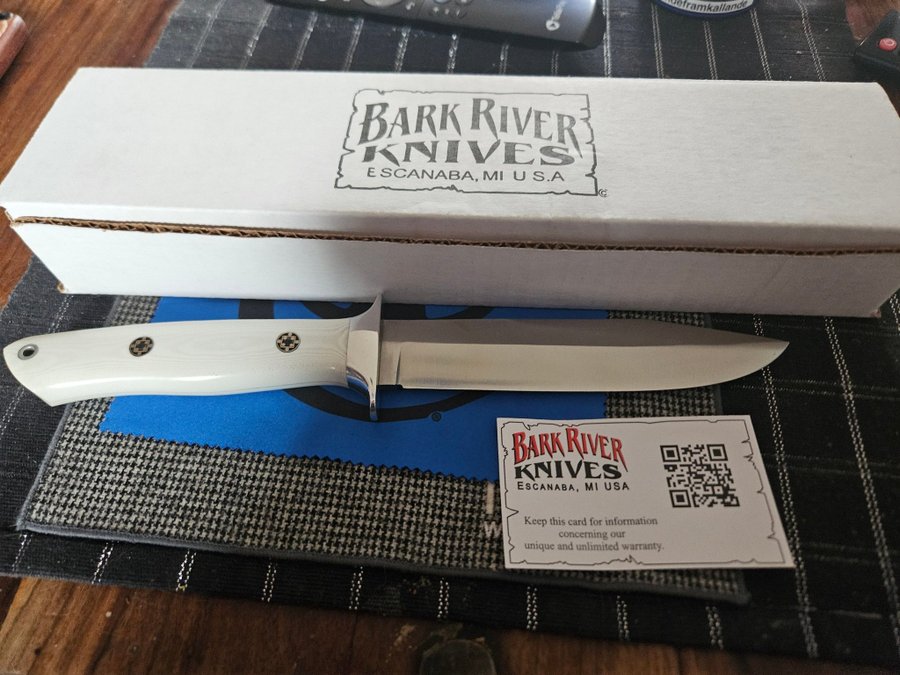 deframkallande
BARK RIVER
KNIVES
ESCANABA, MI U.S.A
BARK RIVER
KNIVES
ESCANABA, MI USA
Keep this card for information
concerning our
unique and unlimited warranty.